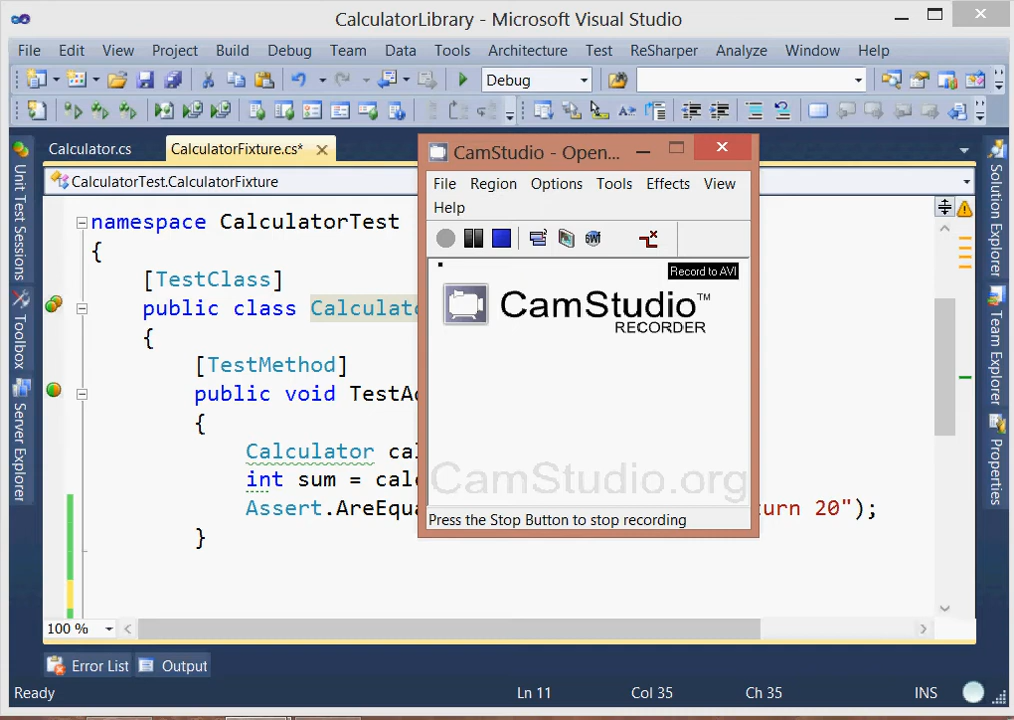 CalculatorLibrary - Microsoft Visual Studio
File Edit View Project Build Debug Team Data Tools Architecture Test ReSharper Analyze Window Help
Debug
Calculator.cs CalculatorFixture.cs*
CalculatorTest.CalculatorFixture
Unit Test Sessions
Toolbox
Server Explorer
namespace CalculatorTest
{
[TestClass]
public class Calculato
{
[TestMethod]
public void TestAd
{
Calculator cal
int sum = calc
Assert.AreEqua
urn 20");
}
CamStudio - Open...
File Region Options Tools Effects View
Help
SWF
Record to AVI
CamStudio™
RECORDER
CamStudio.org
Press the Stop Button to stop recording
Solution Explorer
Team Explorer
Properties
100 %
Error List Output
Ready Ln 11 Col 35 Ch 35 INS